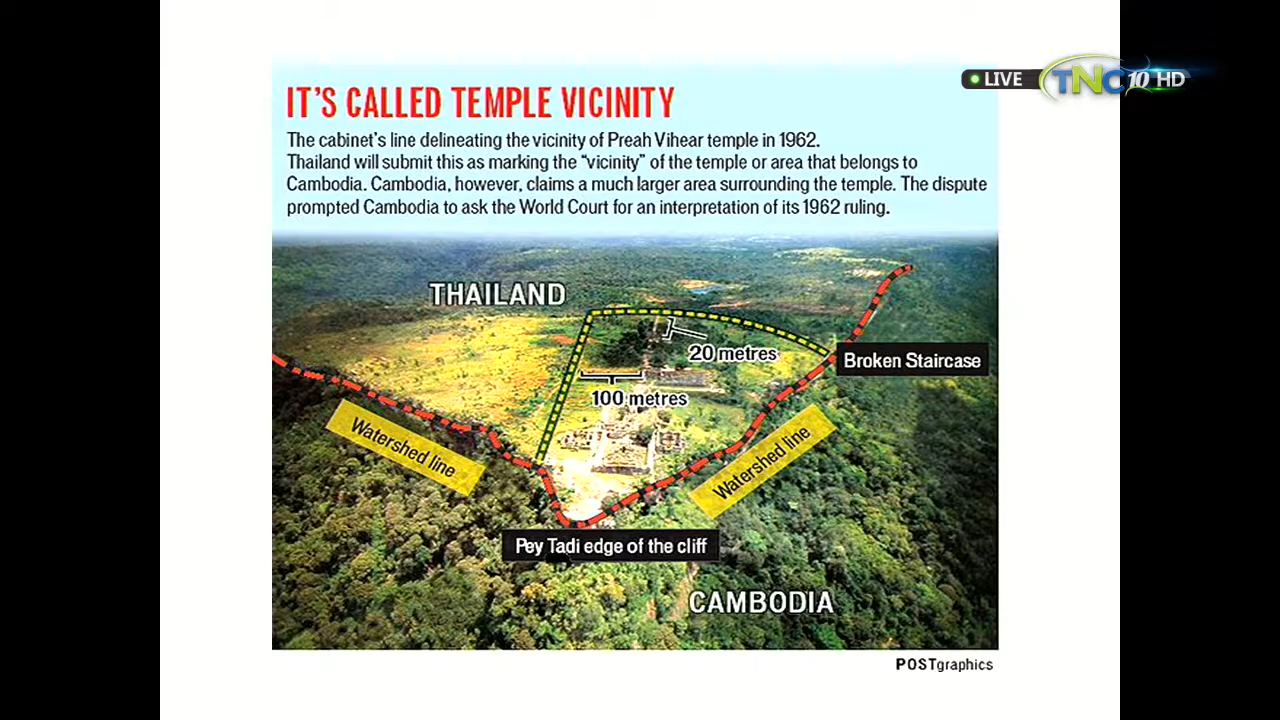 LIVE TNC 10 HD
IT'S CALLED TEMPLE VICINITY
The cabinet's line delineating the vicinity of Preah Vihear temple in 1962.
Thailand will submit this as marking the "vicinity" of the temple or area that belongs to
Cambodia. Cambodia, however, claims a much larger area surrounding the temple. The dispute
prompted Cambodia to ask the World Court for an interpretation of its 1962 ruling.
THAILAND
20 metres
Broken Staircase
100 metres
Watershed line
Watershed line
Pey Tadi edge of the cliff
CAMBODIA
POSTgraphics